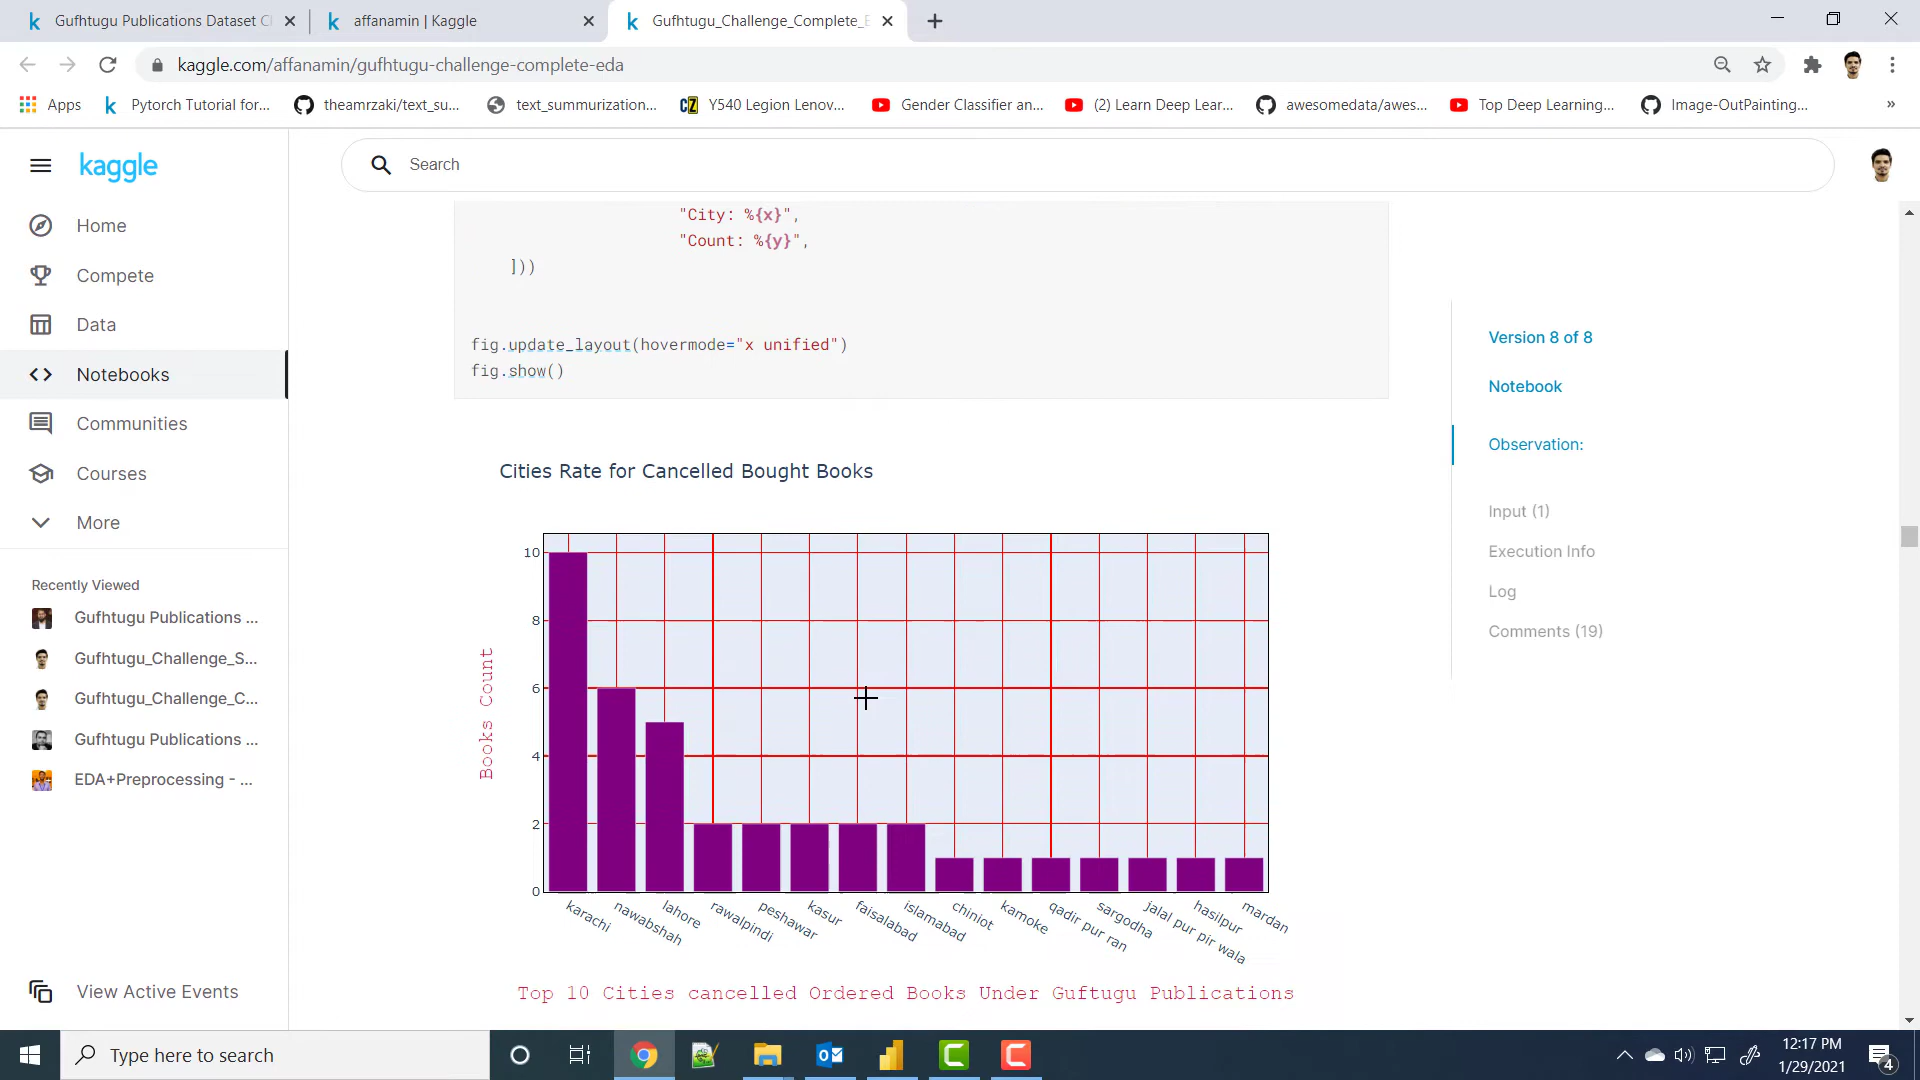 Gufhtugu Publications Dataset C
affanamin | Kaggle
Gufhtugu_Challenge_Complete_E
kaggle.com/affanamin/gufhtugu-challenge-complete-eda
Apps
Pytorch Tutorial for...
theamrzaki/text_su...
text_summurization...
Y540 Legion Lenov...
Gender Classifier an...
(2) Learn Deep Lear...
awesomedata/awes...
Top Deep Learning...
Image-OutPainting...
»
kaggle
Search
Home
Compete
Data
Notebooks
Communities
Courses
More
Recently Viewed
Gufhtugu Publications ...
Gufhtugu_Challenge_S...
Gufhtugu_Challenge_C...
Gufhtugu Publications ...
EDA+Preprocessing - ...
View Active Events
"City: %{x}",
"Count: %{y}",
]))
fig.update_layout(hovermode="x unified")
fig.show()
Cities Rate for Cancelled Bought Books
10
8
6
4
2
0
Books Count
karachi
nawabshah
lahore
rawalpindi
peshawar
kasur
faisalabad
islamabad
chiniot
kamoke
qadir pur ran
sargodha
jalal pur pir wala
hasilpur
mardan
Top 10 Cities cancelled Ordered Books Under Guftugu Publications
Version 8 of 8
Notebook
Observation:
Input (1)
Execution Info
Log
Comments (19)
Type here to search
12:17 PM
1/29/2021
4